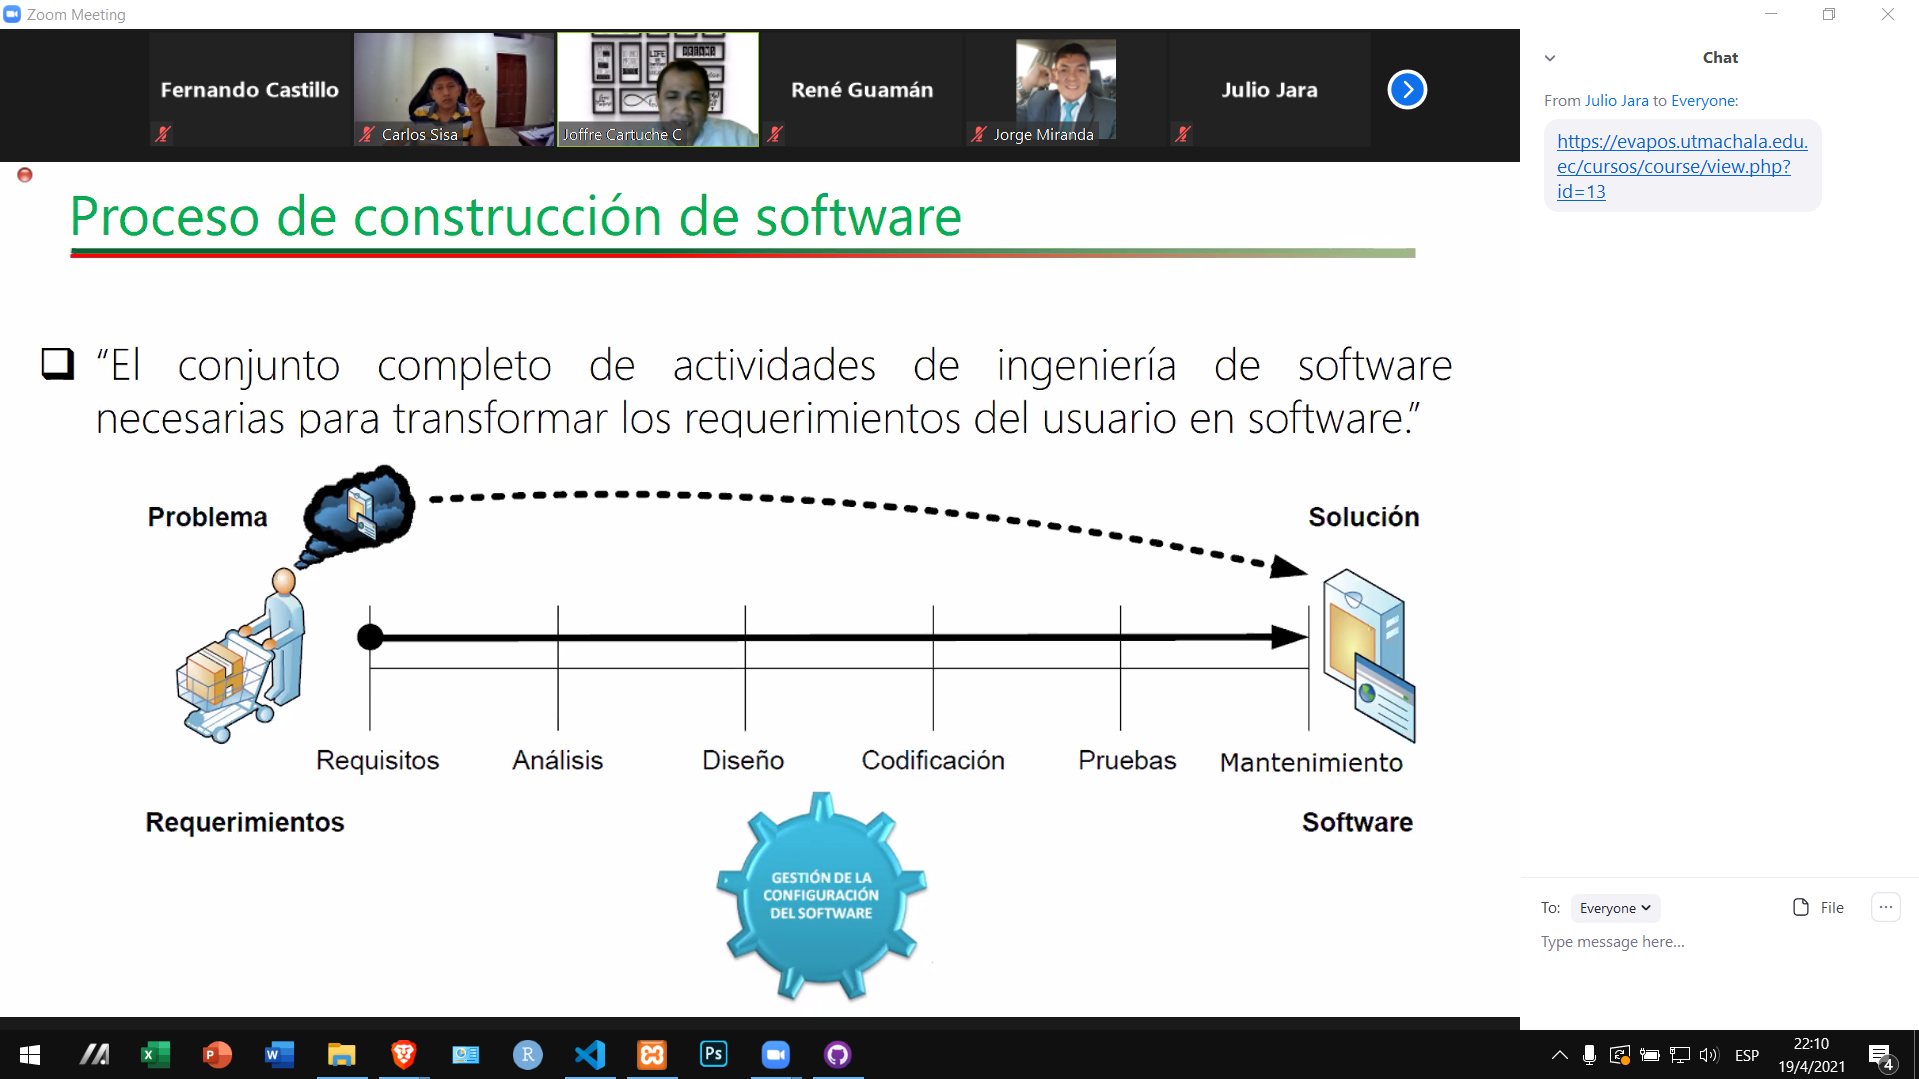 Zoom Meeting
Fernando Castillo
Carlos Sisa
Joffre Cartuche C
René Guamán
Jorge Miranda
Julio Jara
Chat
From Julio Jara to Everyone:
https://evapos.utmachala.edu.
ec/cursos/course/view.php?
id=13
Proceso de construcción de software
“El conjunto completo de actividades de ingeniería de software
necesarias para transformar los requerimientos del usuario en software.”
Problema
Solución
Requisitos
Análisis
Diseño
Codificación
Pruebas
Mantenimiento
Requerimientos
Software
GESTIÓN DE LA
CONFIGURACIÓN
DEL SOFTWARE
To: Everyone
File
Type message here...
Ps
ESP
22:10
19/4/2021
4